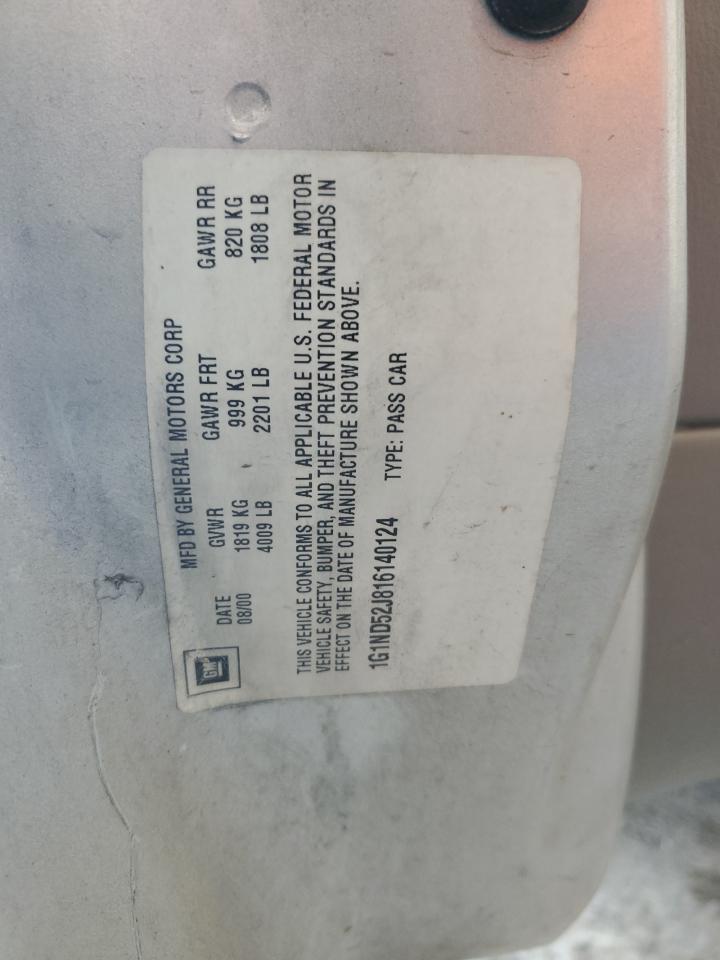 GM
MFD BY GENERAL MOTORS CORP
DATE GVWR GAWR FRT GAWR RR
08/00 1819 KG 999 KG 820 KG
4009 LB 2201 LB 1808 LB
THIS VEHICLE CONFORMS TO ALL APPLICABLE U.S. FEDERAL MOTOR
VEHICLE SAFETY, BUMPER, AND THEFT PREVENTION STANDARDS IN
EFFECT ON THE DATE OF MANUFACTURE SHOWN ABOVE.
1G1ND52J816140124 TYPE: PASS CAR